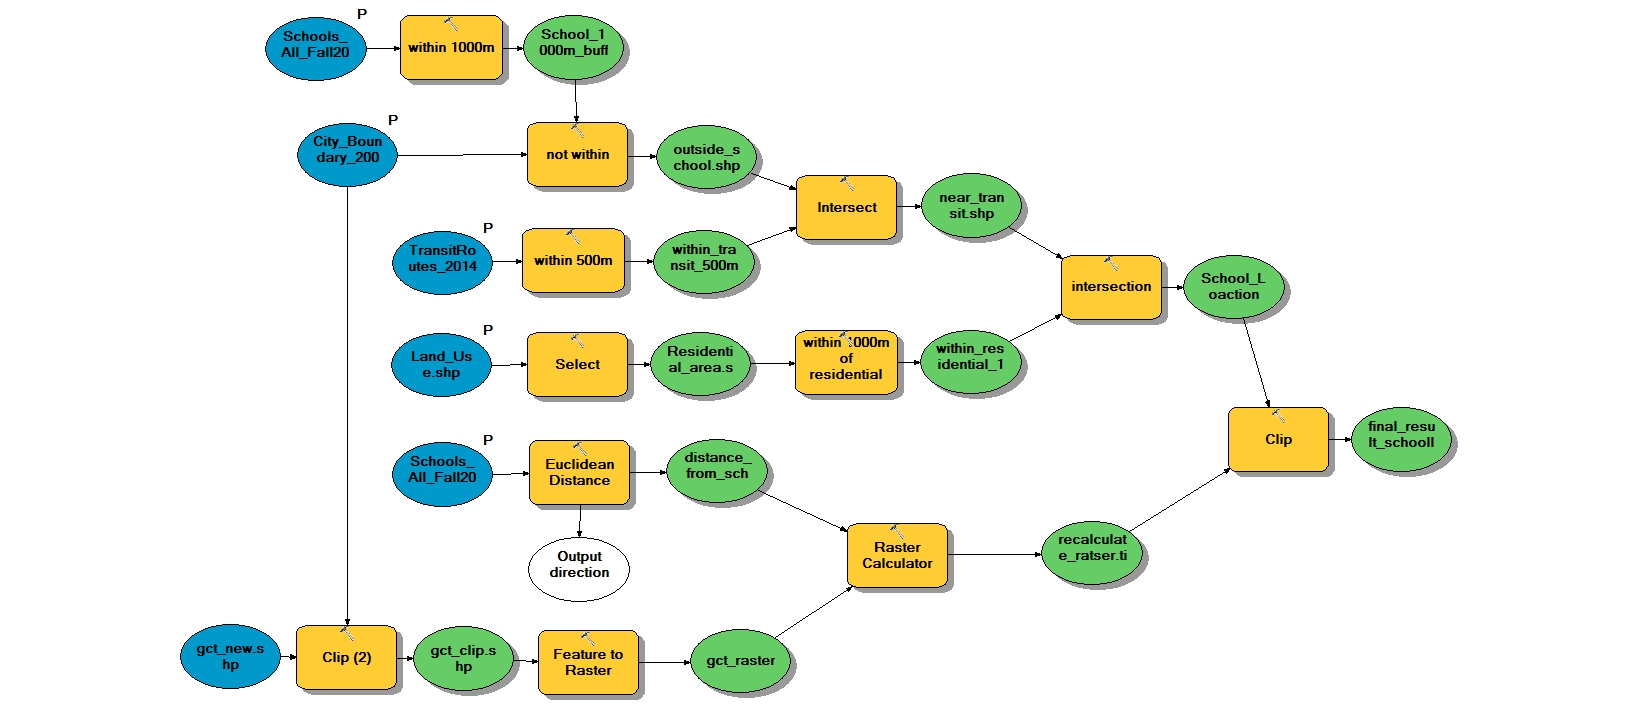 P
Schools_
All_Fall20
within 1000m
School_1
000m_buff
P
City_Boun
dary_200
not within
outside_s
chool.shp
Intersect
near_tran
sit.shp
P
TransitRo
utes_2014
within 500m
within_tra
nsit_500m
intersection
School_L
oaction
P
Land_Us
e.shp
Select
Residenti
al_area.s
within 1000m
of
residential
within_res
idential_1
Clip
final_resu
lt_schooll
P
Schools_
All_Fall20
Euclidean
Distance
distance_
from_sch
Output
direction
Raster
Calculator
recalculat
e_ratser.ti
gct_new.s
hp
Clip (2)
gct_clip.s
hp
Feature to
Raster
gct_raster